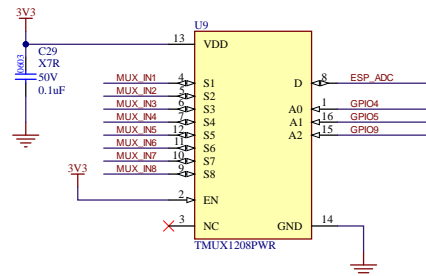 3V3
U9
13 VDD
C29
X7R
50V
0.1uF
0603
MUX_IN1 4 S1
MUX_IN2 5 S2
MUX_IN3 6 S3
MUX_IN4 7 S4
MUX_IN5 12 S5
MUX_IN6 11 S6
MUX_IN7 10 S7
MUX_IN8 9 S8
D 8 ESP_ADC
A0 1 GPIO4
A1 16 GPIO5
A2 15 GPIO9
3V3
2 EN
3 NC
GND 14
TMUX1208PWR